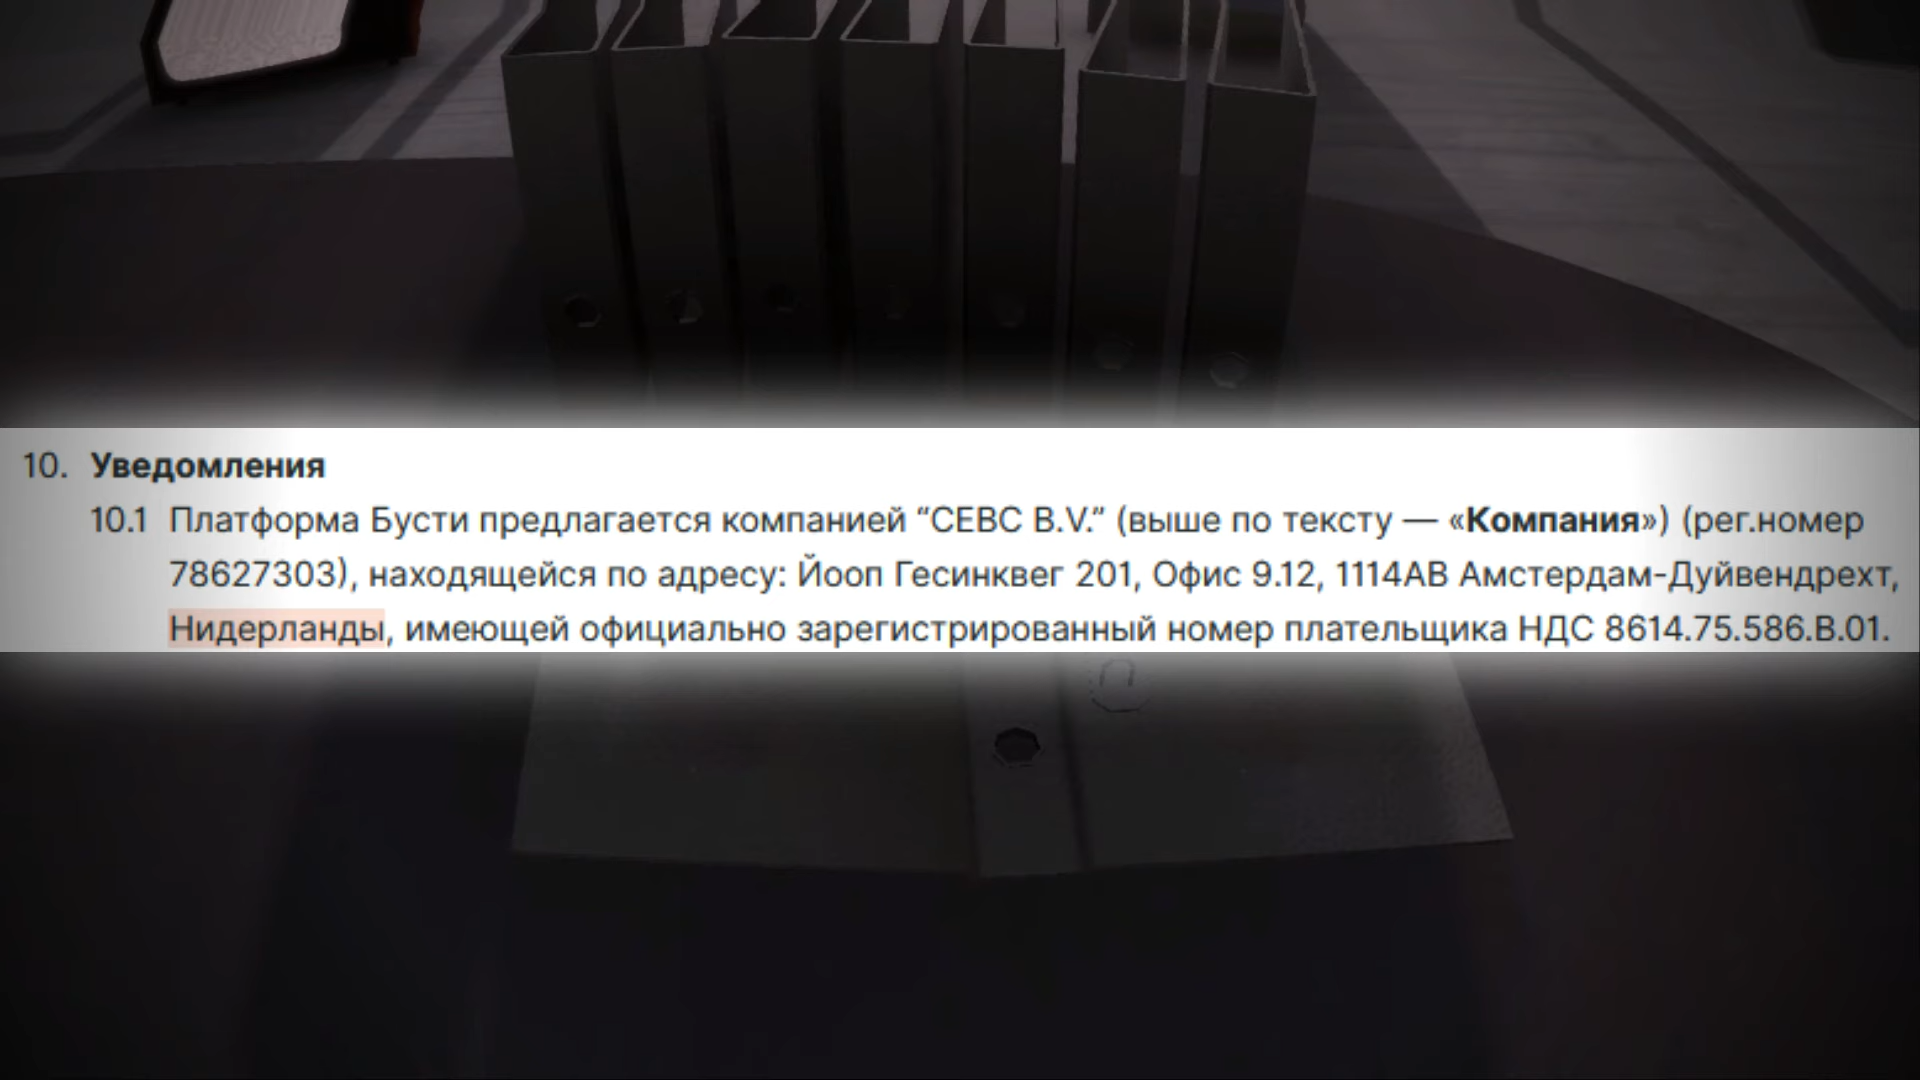 10. Уведомления
10.1 Платформа Бусти предлагается компанией “СЕВС B.V.” (выше по тексту — «Компания») (рег.номер
78627303), находящейся по адресу: Йооп Гесинквег 201, Офис 9.12, 1114AB Амстердам-Дуйвендрехт,
Нидерланды, имеющей официально зарегистрированный номер плательщика НДС 8614.75.586.B.01.